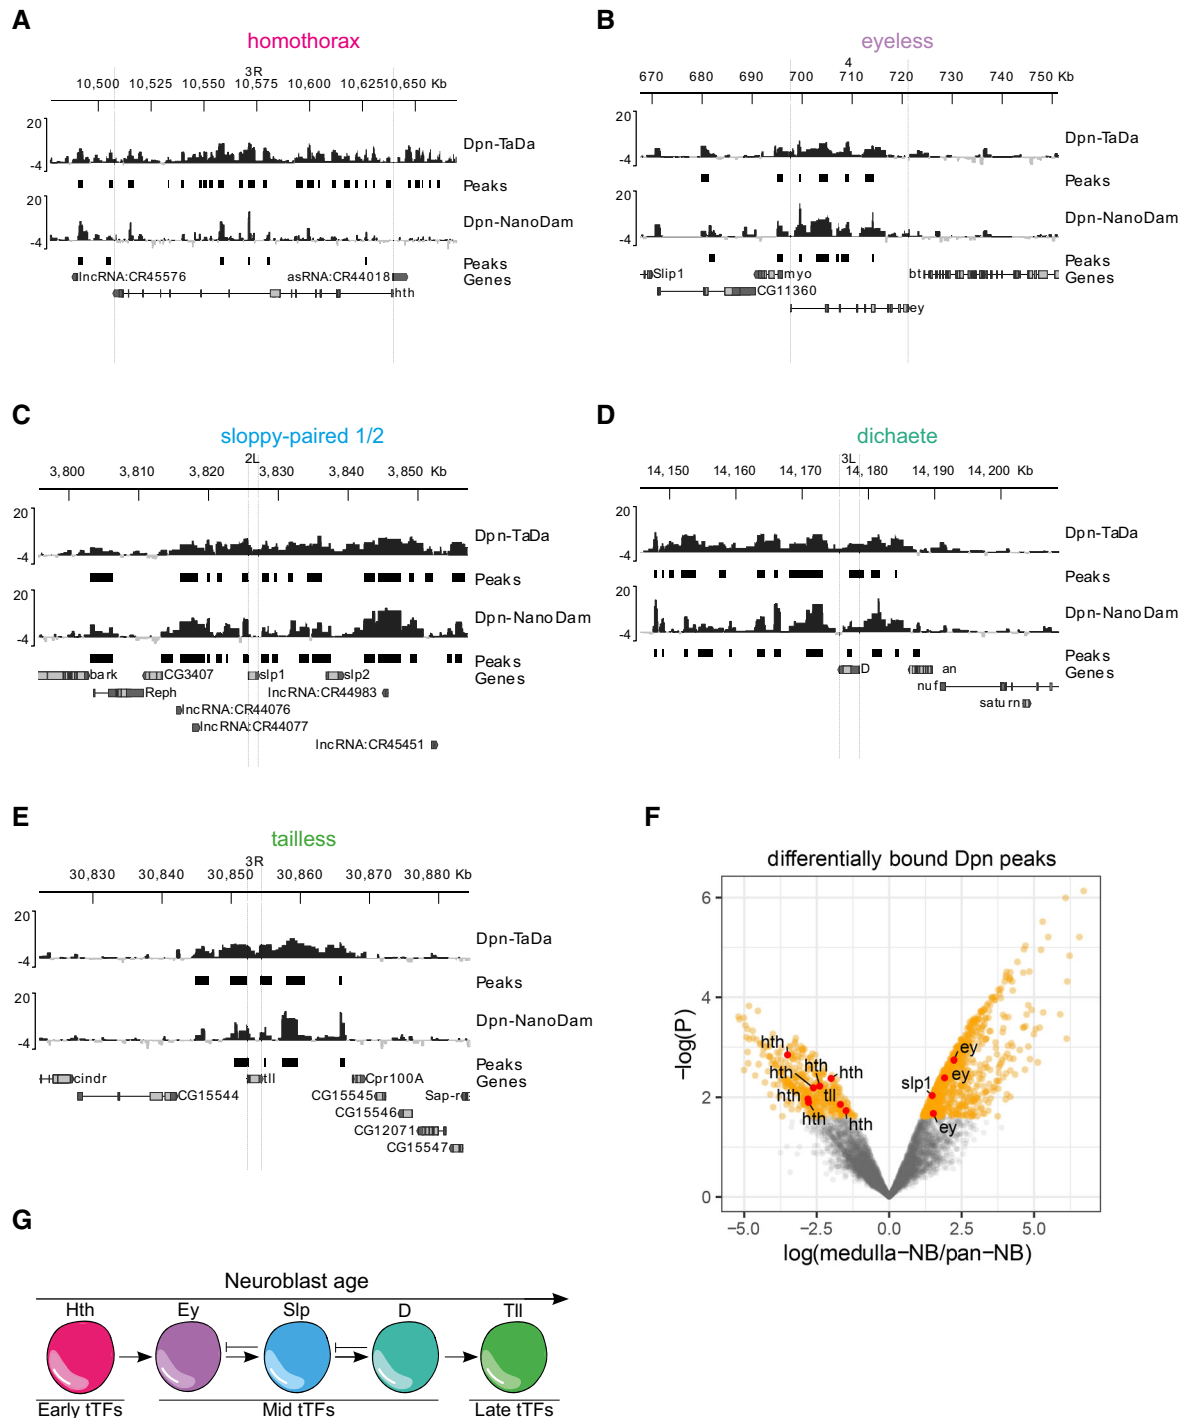 A
homothorax
3R
10,500 10,525 10,550 10,575 10,600 10,625 10,650 Kb
20
-4
Dpn-TaDa
Peaks
20
-4
Dpn-NanoDam
Peaks
Genes
lncRNA:CR45576
asRNA:CR44018
hth
B
eyeless
4
670 680 690 700 710 720 730 740 750 Kb
20
-4
Dpn-TaDa
Peaks
20
-4
Dpn-NanoDam
Peaks
Genes
Slip1
myo
bt
CG11360
ey
C
sloppy-paired 1/2
2L
3,800 3,810 3,820 3,830 3,840 3,850 Kb
20
-4
Dpn-TaDa
Peaks
20
-4
Dpn-NanoDam
Peaks
Genes
bark
CG3407
slp1
slp2
Reph
lncRNA:CR44983
lncRNA:CR44076
lncRNA:CR44077
lncRNA:CR45451
D
dichaete
3L
14,150 14,160 14,170 14,180 14,190 14,200 Kb
20
-4
Dpn-TaDa
Peaks
20
-4
Dpn-NanoDam
Peaks
Genes
D
an
nuf
saturn
E
tailless
3R
30,830 30,840 30,850 30,860 30,870 30,880 Kb
20
-4
Dpn-TaDa
Peaks
20
-4
Dpn-NanoDam
Peaks
Genes
cindr
tll
Cpr100A
CG15544
CG15545
Sap-r
CG15546
CG12071
CG15547
F
differentially bound Dpn peaks
6
4
2
0
−log(P)
hth
hth
hth
hth
tll
hth
hth
hth
ey
ey
slp1
ey
−5.0 −2.5 0.0 2.5 5.0
log(medulla−NB/pan−NB)
G
Neuroblast age
Hth Ey Slp D Tll
Early tTFs Mid tTFs Late tTFs